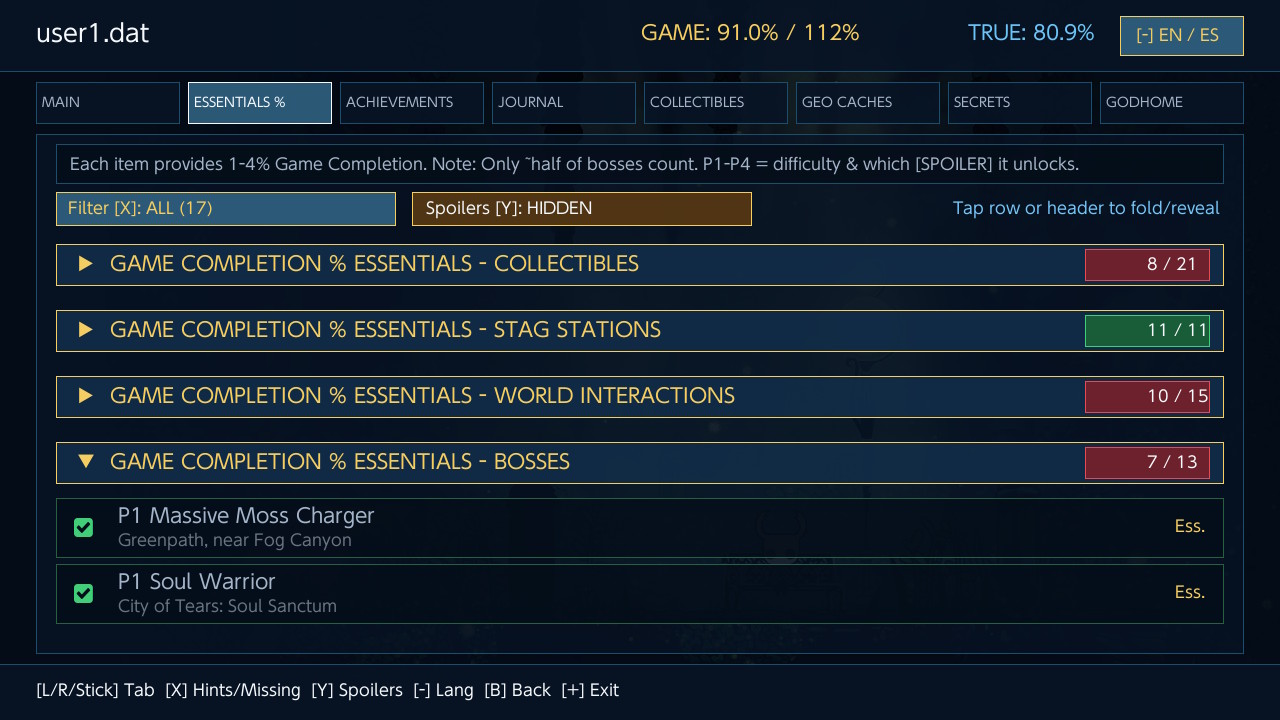 user1.dat
GAME: 91.0% / 112%
TRUE: 80.9%
[-] EN / ES
MAIN
ESSENTIALS %
ACHIEVEMENTS
JOURNAL
COLLECTIBLES
GEO CACHES
SECRETS
GODHOME
Each item provides 1-4% Game Completion. Note: Only ~half of bosses count. P1-P4 = difficulty & which [SPOILER] it unlocks.
Filter [X]: ALL (17)
Spoilers [Y]: HIDDEN
Tap row or header to fold/reveal
▶ GAME COMPLETION % ESSENTIALS - COLLECTIBLES
8 / 21
▶ GAME COMPLETION % ESSENTIALS - STAG STATIONS
11 / 11
▶ GAME COMPLETION % ESSENTIALS - WORLD INTERACTIONS
10 / 15
▼ GAME COMPLETION % ESSENTIALS - BOSSES
7 / 13
P1 Massive Moss Charger
Greenpath, near Fog Canyon
Ess.
P1 Soul Warrior
City of Tears: Soul Sanctum
Ess.
[L/R/Stick] Tab [X] Hints/Missing [Y] Spoilers [-] Lang [B] Back [+] Exit